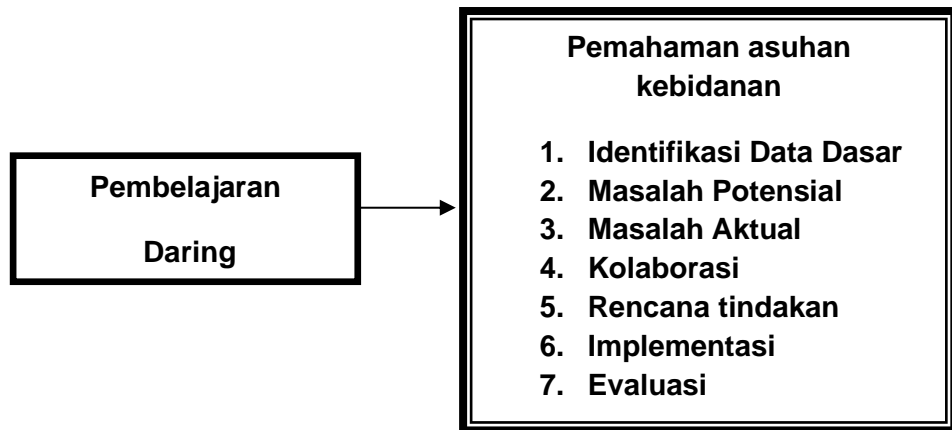 Pembelajaran
Daring
Pemahaman asuhan
kebidanan
1. Identifikasi Data Dasar
2. Masalah Potensial
3. Masalah Aktual
4. Kolaborasi
5. Rencana tindakan
6. Implementasi
7. Evaluasi